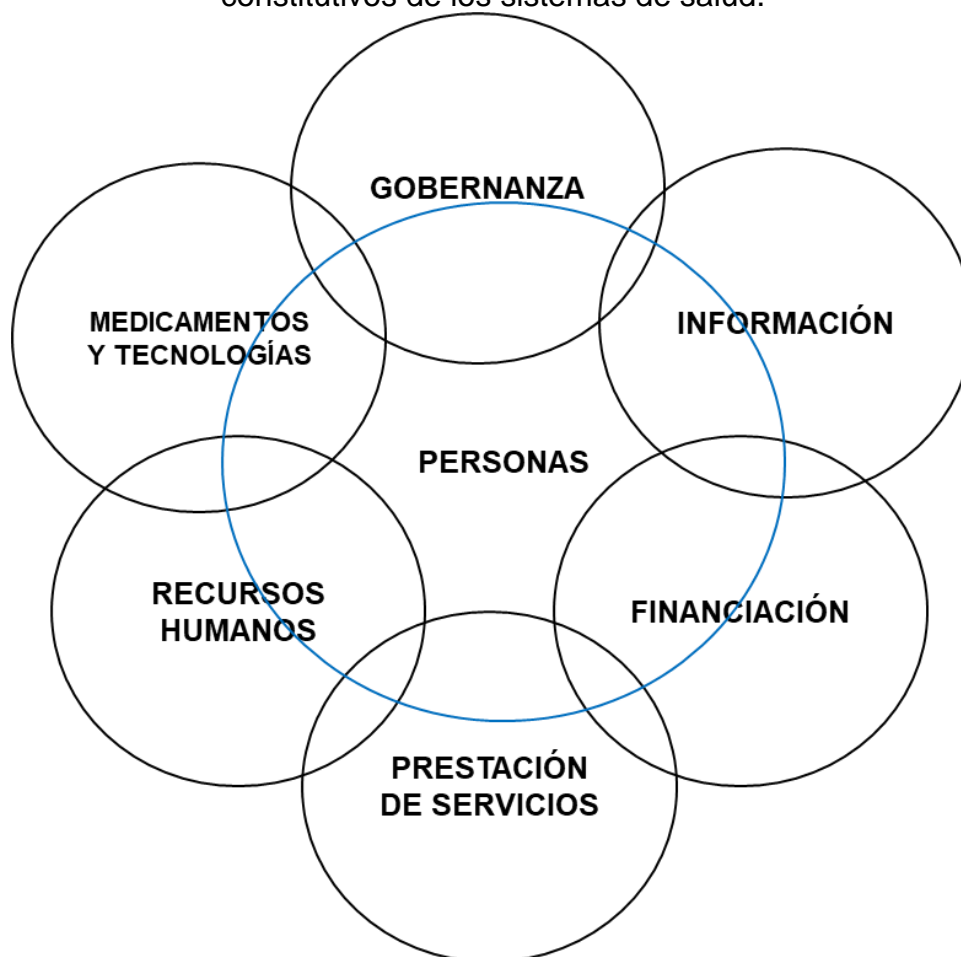 constitutivos de los sistemas de salud.
GOBERNANZA
MEDICAMENTOS
Y TECNOLOGÍAS
INFORMACIÓN
PERSONAS
RECURSOS
HUMANOS
FINANCIACIÓN
PRESTACIÓN
DE SERVICIOS